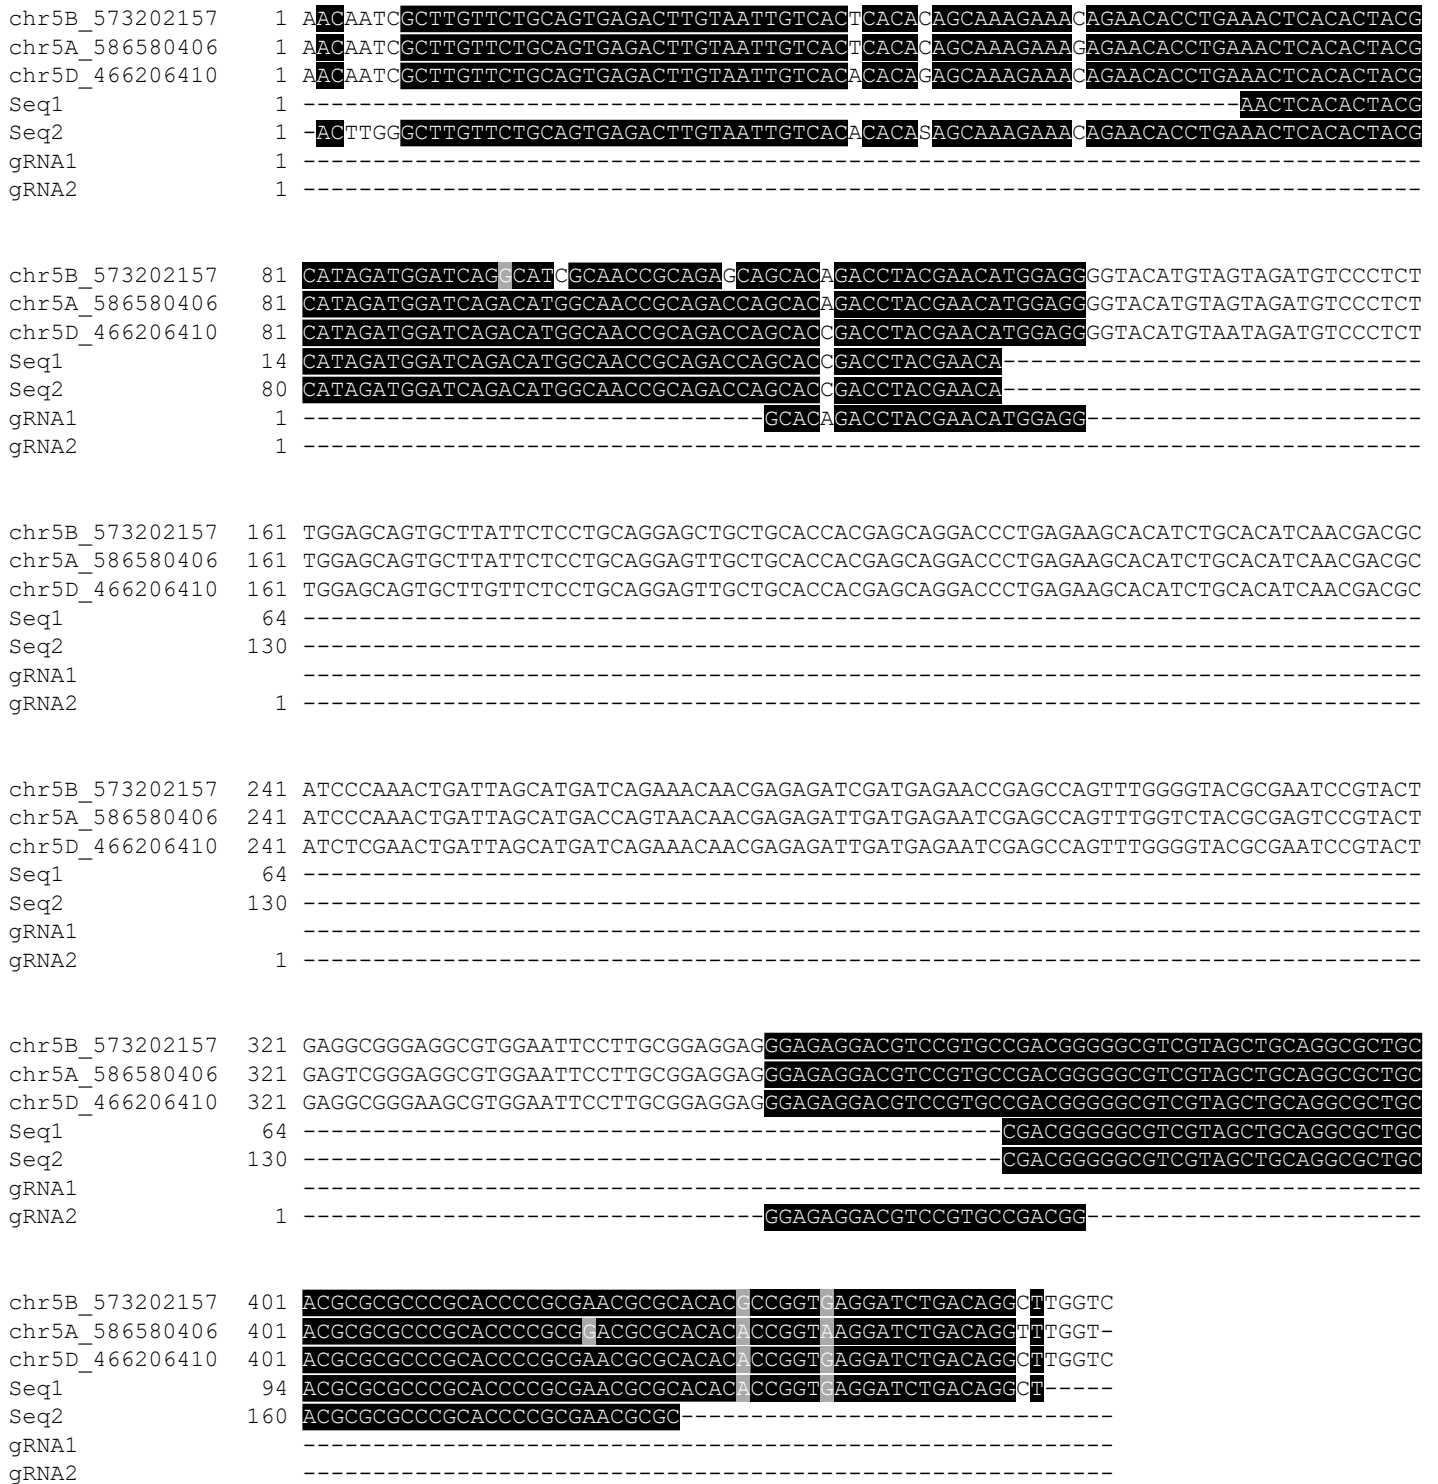 chr5B_573202157 1 AACAATCGCTTGTTCTGCAGTGAGACTTGTAATTGTCACTCACACAGCAAAGAAACAGAACACCTGAAACTCACACTACG
chr5A_586580406 1 AACAATCGCTTGTTCTGCAGTGAGACTTGTAATTGTCACTCACACAGCAAAGAAAGAGAACACCTGAAACTCACACTACG
chr5D_466206410 1 AACAATCGCTTGTTCTGCAGTGAGACTTGTAATTGTCACACACAGAGCAAAGAAACAGAACACCTGAAACTCACACTACG
Seq1 1 -------------------------------------------------------------------AACTCACACTACG
Seq2 1 -ACTTGGGCTTGTTCTGCAGTGAGACTTGTAATTGTCACACACASAGCAAAGAAACAGAACACCTGAAACTCACACTACG
gRNA1 1 --------------------------------------------------------------------------------
gRNA2 1 --------------------------------------------------------------------------------
chr5B_573202157 81 CATAGATGGATCAGGCATCGCAACCGCAGAGCAGCACAGACCTACGAACATGGAGGGGTACATGTAGTAGATGTCCCTCT
chr5A_586580406 81 CATAGATGGATCAGACATGGCAACCGCAGACCAGCACAGACCTACGAACATGGAGGGGTACATGTAGTAGATGTCCCTCT
chr5D_466206410 81 CATAGATGGATCAGACATGGCAACCGCAGACCAGCACCGACCTACGAACATGGAGGGGTACATGTAATAGATGTCCCTCT
Seq1 14 CATAGATGGATCAGACATGGCAACCGCAGACCAGCACCGACCTACGAACA------------------------------
Seq2 80 CATAGATGGATCAGACATGGCAACCGCAGACCAGCACCGACCTACGAACA------------------------------
gRNA1 1 ---------------------------------GCACAGACCTACGAACATGGAGG------------------------
gRNA2 1 --------------------------------------------------------------------------------
chr5B_573202157 161 TGGAGCAGTGCTTATTCTCCTGCAGGAGCTGCTGCACCACGAGCAGGACCCTGAGAAGCACATCTGCACATCAACGACGC
chr5A_586580406 161 TGGAGCAGTGCTTATTCTCCTGCAGGAGTTGCTGCACCACGAGCAGGACCCTGAGAAGCACATCTGCACATCAACGACGC
chr5D_466206410 161 TGGAGCAGTGCTTGTTCTCCTGCAGGAGTTGCTGCACCACGAGCAGGACCCTGAGAAGCACATCTGCACATCAACGACGC
Seq1 64 --------------------------------------------------------------------------------
Seq2 130 --------------------------------------------------------------------------------
gRNA1 --------------------------------------------------------------------------------
gRNA2 1 --------------------------------------------------------------------------------
chr5B_573202157 241 ATCCCAAACTGATTAGCATGATCAGAAACAACGAGAGATCGATGAGAACCGAGCCAGTTTGGGGTACGCGAATCCGTACT
chr5A_586580406 241 ATCCCAAACTGATTAGCATGACCAGTAACAACGAGAGATTGATGAGAATCGAGCCAGTTTGGTCTACGCGAGTCCGTACT
chr5D_466206410 241 ATCTCGAACTGATTAGCATGATCAGAAACAACGAGAGATTGATGAGAATCGAGCCAGTTTGGGGTACGCGAATCCGTACT
Seq1 64 --------------------------------------------------------------------------------
Seq2 130 --------------------------------------------------------------------------------
gRNA1 --------------------------------------------------------------------------------
gRNA2 1 --------------------------------------------------------------------------------
chr5B_573202157 321 GAGGCGGGAGGCGTGGAATTCCTTGCGGAGGAGGGAGAGGACGTCCGTGCCGACGGGGGCGTCGTAGCTGCAGGCGCTGC
chr5A_586580406 321 GAGTCGGGAGGCGTGGAATTCCTTGCGGAGGAGGGAGAGGACGTCCGTGCCGACGGGGGCGTCGTAGCTGCAGGCGCTGC
chr5D_466206410 321 GAGGCGGGAAGCGTGGAATTCCTTGCGGAGGAGGGAGAGGACGTCCGTGCCGACGGGGGCGTCGTAGCTGCAGGCGCTGC
Seq1 64 --------------------------------------------------CGACGGGGGCGTCGTAGCTGCAGGCGCTGC
Seq2 130 --------------------------------------------------CGACGGGGGCGTCGTAGCTGCAGGCGCTGC
gRNA1 --------------------------------------------------------------------------------
gRNA2 1 ---------------------------------GGAGAGGACGTCCGTGCCGACGG------------------------
chr5B_573202157 401 ACGCGCGCCCGCACCCCGCGAACGCGCACACGCCGGTGAGGATCTGACAGGCTTGGTC
chr5A_586580406 401 ACGCGCGCCCGCACCCCGCGGACGCGCACACACCGGTAAGGATCTGACAGGTTTGGT-
chr5D_466206410 401 ACGCGCGCCCGCACCCCGCGAACGCGCACACACCGGTGAGGATCTGACAGGCTTGGTC
Seq1 94 ACGCGCGCCCGCACCCCGCGAACGCGCACACACCGGTGAGGATCTGACAGGCT-----
Seq2 160 ACGCGCGCCCGCACCCCGCGAACGCGC-------------------------------
gRNA1 ----------------------------------------------------------
gRNA2 ----------------------------------------------------------